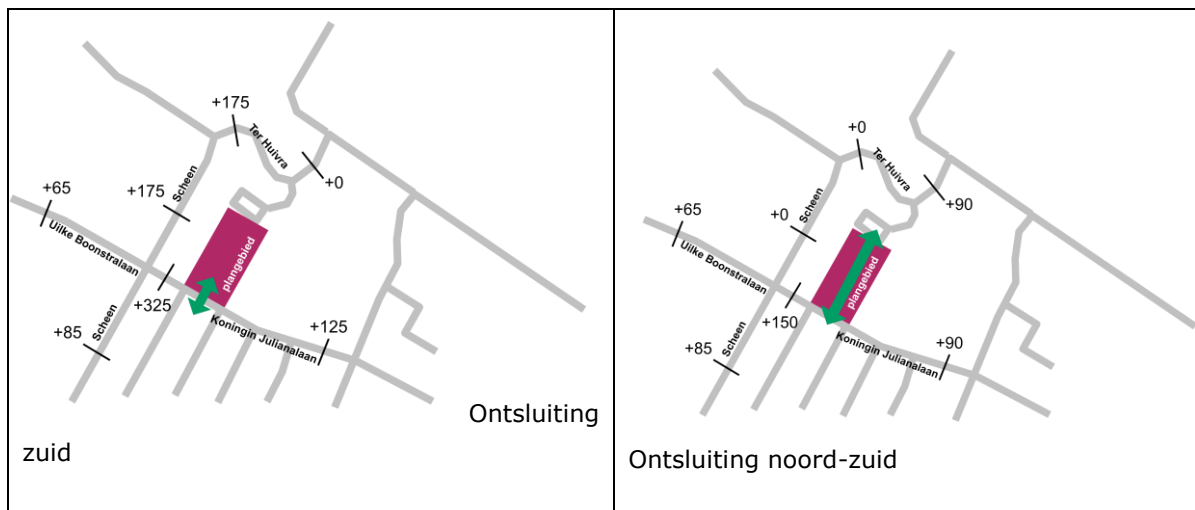 +175
Ter Huivra
+0
+65
+175
Scheen
Uilke Boonstralaan
plangebied
+325
+85
Scheen
Koningin Julianalaan
+125
Ontsluiting
zuid
+0
Ter Huivra
+90
+65
+0
Scheen
Uilke Boonstralaan
plangebied
+150
+85
Scheen
Koningin Julianalaan
+90
Ontsluiting noord-zuid